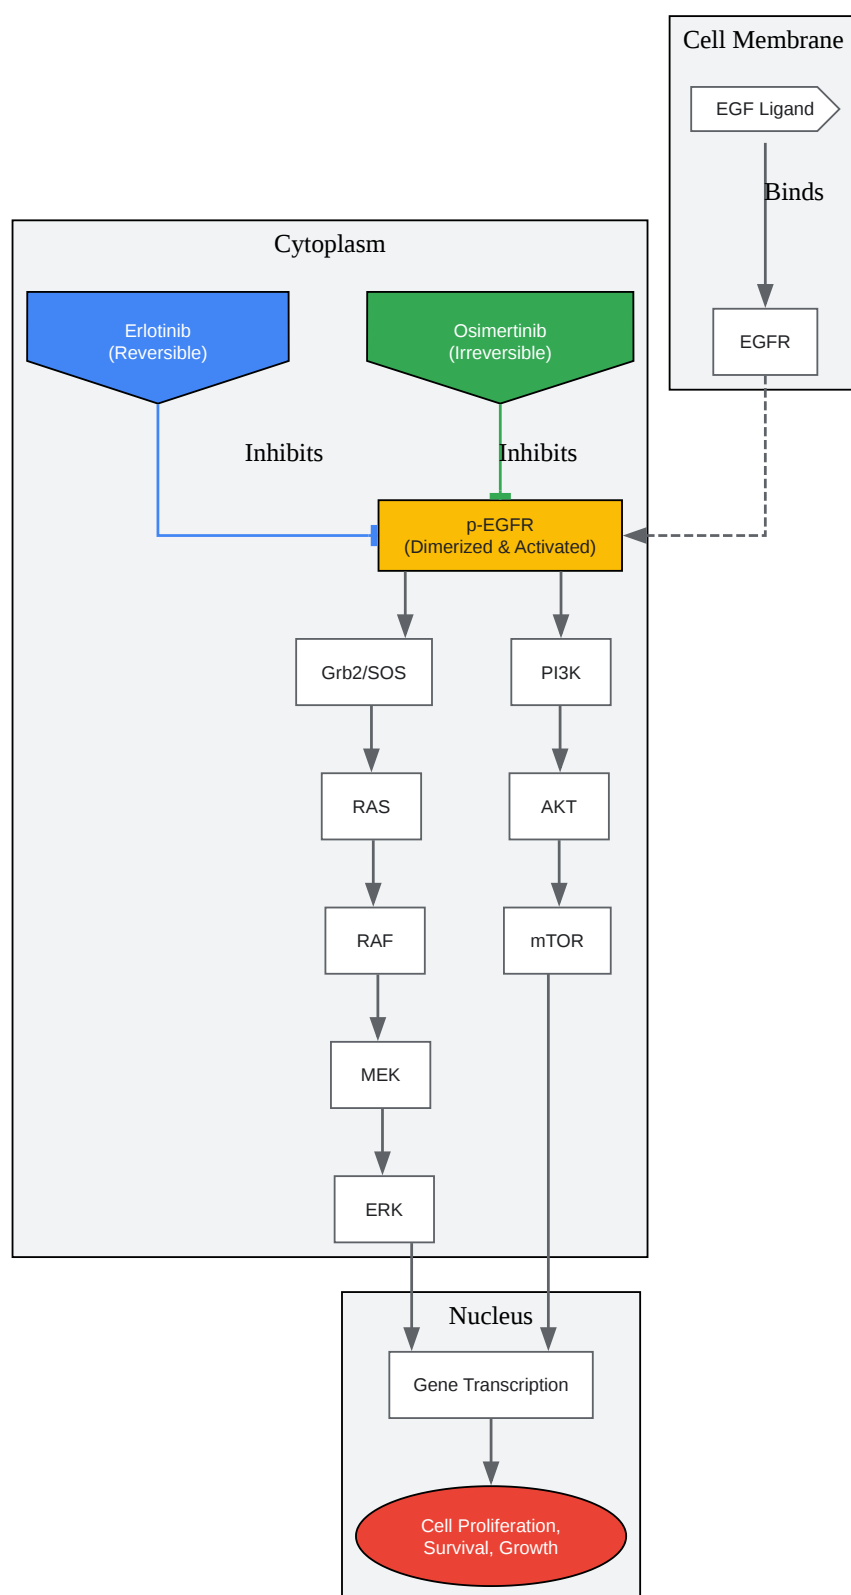 Cell Membrane
EGF Ligand
Binds
EGFR
Cytoplasm
Erlotinib
(Reversible)
Osimertinib
(Irreversible)
Inhibits
Inhibits
p-EGFR
(Dimerized & Activated)
Grb2/SOS
PI3K
RAS
AKT
RAF
mTOR
MEK
ERK
Nucleus
Gene Transcription
Cell Proliferation,
Survival, Growth